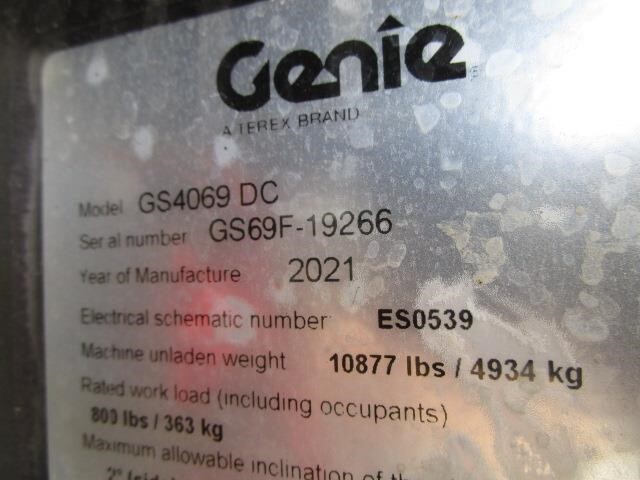 Genie
A TEREX BRAND
Model GS4069 DC
Serial number GS69F-19266
Year of Manufacture 2021
Electrical schematic number ES0539
Machine unladen weight 10877 lbs / 4934 kg
Rated work load (including occupants)
800 lbs / 363 kg
Maximum allowable inclination of the
2°